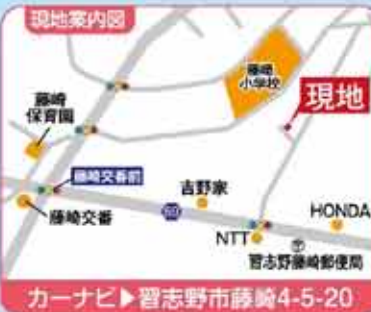 現地案内図
藤崎
小学校
現地
藤崎
保育園
藤崎交番前
吉野家
藤崎交番
69
HONDA
NTT
習志野藤崎郵便局
カーナビ▶習志野市藤崎4-5-20